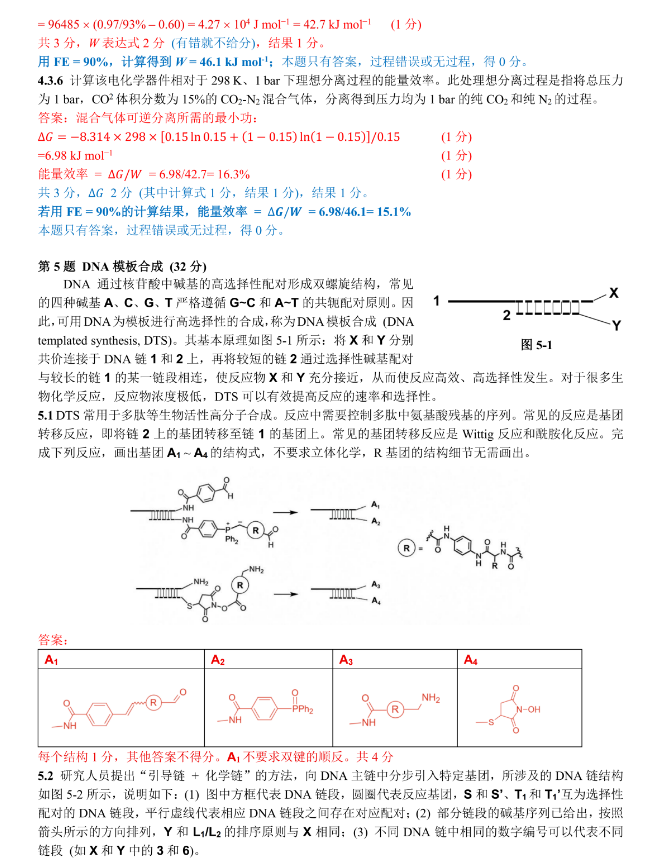 = 96485 × (0.97/93% – 0.60) = 4.27 × 10⁴ J mol⁻¹ = 42.7 kJ mol⁻¹ (1 分)
共 3 分，W 表达式 2 分 (有错就不给分)，结果 1 分。
用 FE = 90%，计算得到 W = 46.1 kJ mol⁻¹；本题只有答案，过程错误或无过程，得 0 分。
4.3.6 计算该电化学器件相对于 298 K、1 bar 下理想分离过程的能量效率。此处理想分离过程是指将总压力
为 1 bar，CO² 体积分数为 15%的 CO₂-N₂ 混合气体，分离得到压力均为 1 bar 的纯 CO₂ 和纯 N₂ 的过程。
答案：混合气体可逆分离所需的最小功：
ΔG = −8.314 × 298 × [0.15 ln 0.15 + (1 − 0.15) ln(1 − 0.15)]/0.15 (1 分)
=6.98 kJ mol⁻¹ (1 分)
能量效率 = ΔG/W = 6.98/42.7= 16.3% (1 分)
共 3 分，ΔG 2 分 (其中计算式 1 分，结果 1 分)，结果 1 分。
若用 FE = 90%的计算结果，能量效率 = ΔG/W = 6.98/46.1= 15.1%
本题只有答案，过程错误或无过程，得 0 分。
第 5 题 DNA 模板合成 (32 分)
DNA 通过核苷酸中碱基的高选择性配对形成双螺旋结构，常见
的四种碱基 A、C、G、T 严格遵循 G~C 和 A~T 的共轭配对原则。因
此，可用 DNA 为模板进行高选择性的合成，称为 DNA 模板合成 (DNA
templated synthesis, DTS)。其基本原理如图 5-1 所示：将 X 和 Y 分别
共价连接于 DNA 链 1 和 2 上，再将较短的链 2 通过选择性碱基配对
1
2
X
Y
图 5-1
与较长的链 1 的某一链段相连，使反应物 X 和 Y 充分接近，从而使反应高效、高选择性发生。对于很多生
物化学反应，反应物浓度极低，DTS 可以有效提高反应的速率和选择性。
5.1 DTS 常用于多肽等生物活性高分子合成。反应中需要控制多肽中氨基酸残基的序列。常见的反应是基团
转移反应，即将链 2 上的基团转移至链 1 的基团上。常见的基团转移反应是 Wittig 反应和酰胺化反应。完
成下列反应，画出基团 A₁ ~ A₄ 的结构式，不要求立体化学，R 基团的结构细节无需画出。
O
O
H
NH
NH
O
P
+
−
Ph₂
R
O
H
A₁
A₂
R
=
O
H
N
N
H
O
R
H
N
O
NH₂
S
O
N
O
O
O
R
NH₂
A₃
A₄
答案：
A₁ A₂ A₃ A₄
O
NH
R
O
O
NH
O
PPh₂
O
NH
R
NH₂
S
O
N-OH
O
每个结构 1 分，其他答案不得分。A₁ 不要求双键的顺反。共 4 分
5.2 研究人员提出“引导链 + 化学链”的方法，向 DNA 主链中分步引入特定基团，所涉及的 DNA 链结构
如图 5-2 所示，说明如下：(1) 图中方框代表 DNA 链段，圆圈代表反应基团，S 和 S’、T₁ 和 T₁’互为选择性
配对的 DNA 链段，平行虚线代表相应 DNA 链段之间存在对应配对；(2) 部分链段的碱基序列已给出，按照
箭头所示的方向排列，Y 和 L₁/L₂ 的排序原则与 X 相同；(3) 不同 DNA 链中相同的数字编号可以代表不同
链段 (如 X 和 Y 中的 3 和 6)。